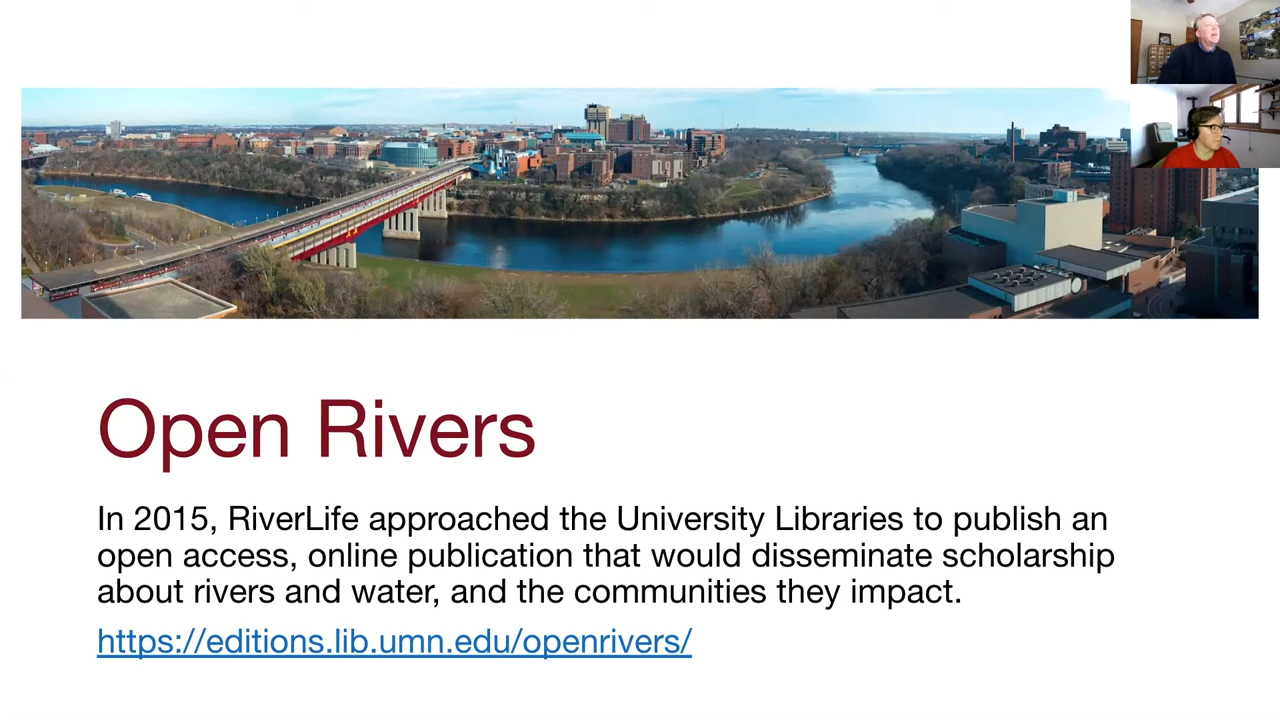 Open Rivers
In 2015, RiverLife approached the University Libraries to publish an
open access, online publication that would disseminate scholarship
about rivers and water, and the communities they impact.
https://editions.lib.umn.edu/openrivers/